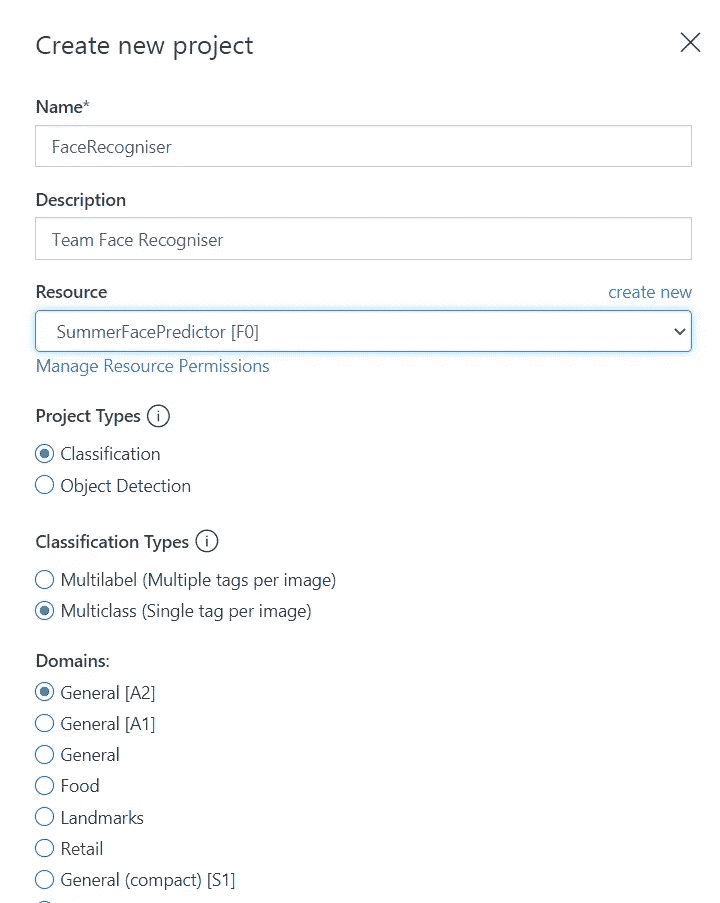 Create new project
Name*
FaceRecogniser
Description
Team Face Recogniser
Resource create new
SummerFacePredictor [F0]
Manage Resource Permissions
Project Types i
Classification
Object Detection
Classification Types i
Multilabel (Multiple tags per image)
Multiclass (Single tag per image)
Domains:
General [A2]
General [A1]
General
Food
Landmarks
Retail
General (compact) [S1]